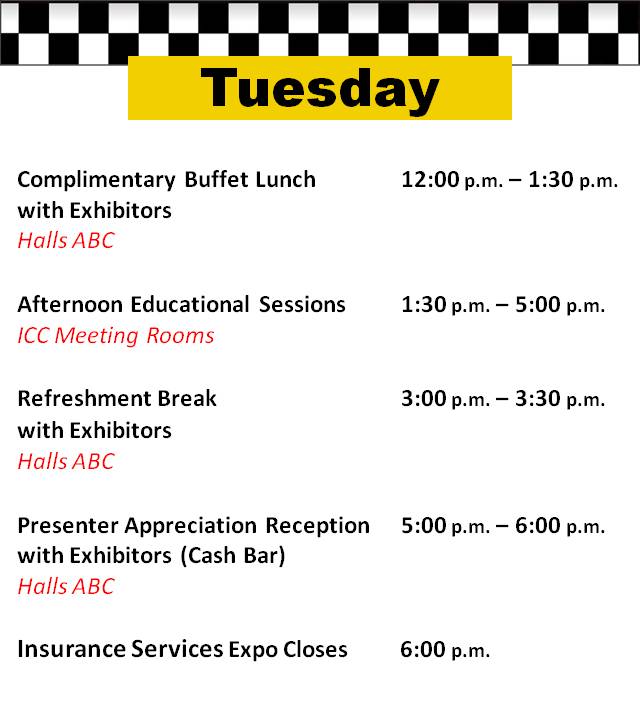 Tuesday
Complimentary Buffet Lunch 12:00 p.m. – 1:30 p.m.
with Exhibitors
Halls ABC
Afternoon Educational Sessions 1:30 p.m. – 5:00 p.m.
ICC Meeting Rooms
Refreshment Break 3:00 p.m. – 3:30 p.m.
with Exhibitors
Halls ABC
Presenter Appreciation Reception 5:00 p.m. – 6:00 p.m.
with Exhibitors (Cash Bar)
Halls ABC
Insurance Services Expo Closes 6:00 p.m.